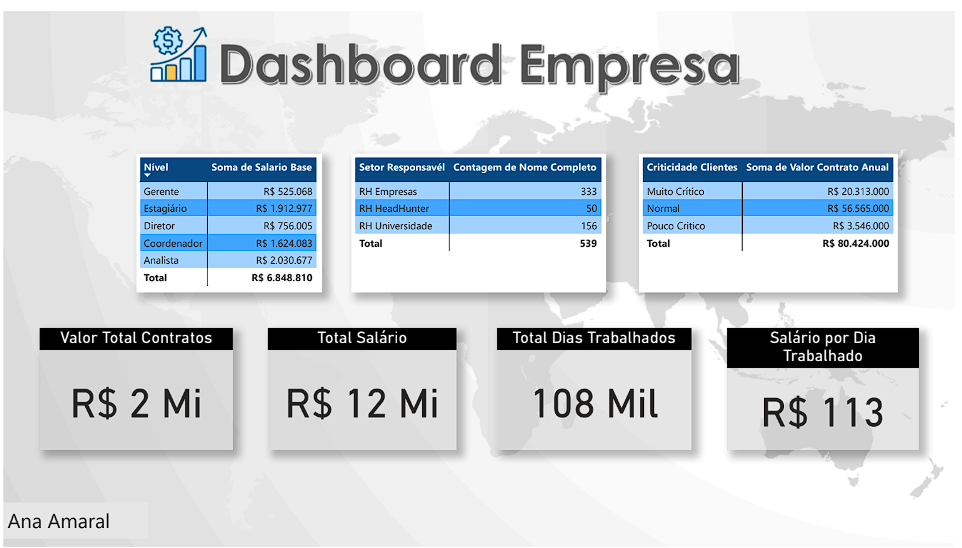 Dashboard Empresa
Nível Soma de Salario Base
Gerente R$ 525.068
Estagiário R$ 1.912.977
Diretor R$ 756.005
Coordenador R$ 1.624.083
Analista R$ 2.030.677
Total R$ 6.848.810
Setor Responsavél Contagem de Nome Completo
RH Empresas 333
RH HeadHunter 50
RH Universidade 156
Total 539
Criticidade Clientes Soma de Valor Contrato Anual
Muito Crítico R$ 20.313.000
Normal R$ 56.565.000
Pouco Critico R$ 3.546.000
Total R$ 80.424.000
Valor Total Contratos
R$ 2 Mi
Total Salário
R$ 12 Mi
Total Dias Trabalhados
108 Mil
Salário por Dia
Trabalhado
R$ 113
Ana Amaral